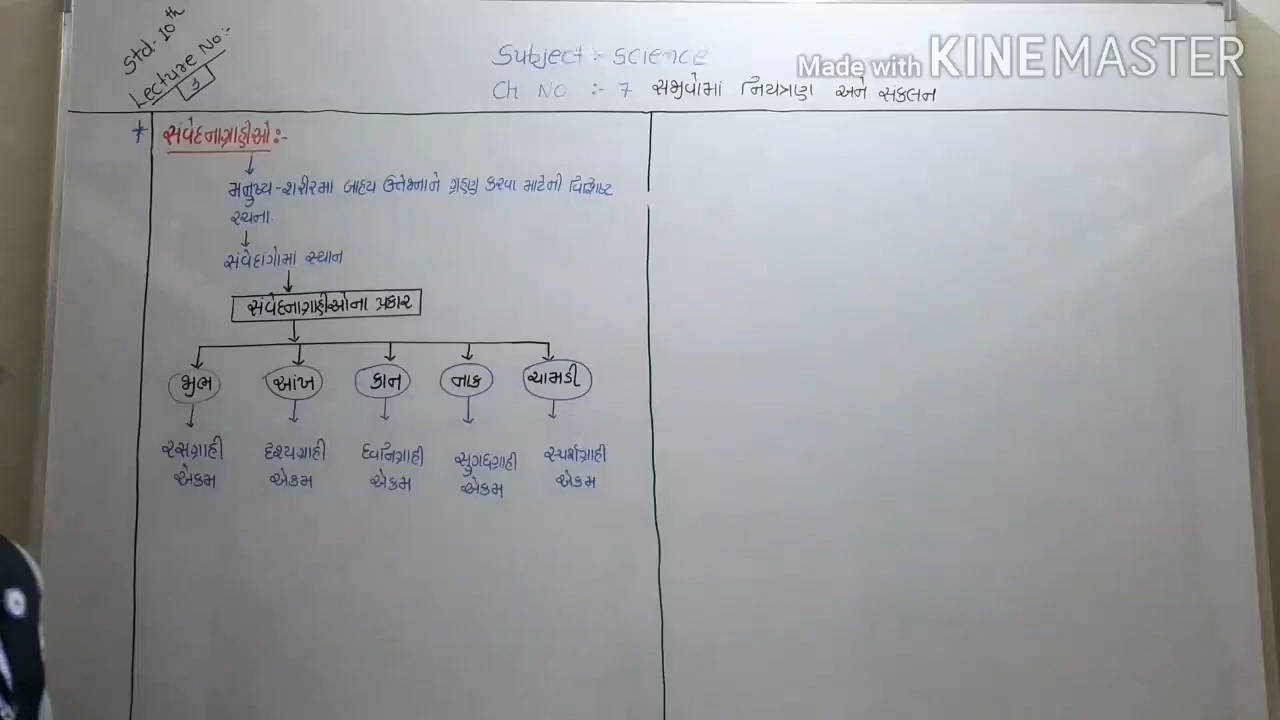 Std- 10th
Lecture No:-
3
Subject :- Science
Made with KINEMASTER
Ch NO :- 7 સજીવોમાં નિયંત્રણ અને સંકલન
* સંવેદનાગ્રાહીઓ:-
મનુષ્ય-શરીરમાં બાહ્ય ઉત્તેજનાને ગ્રહણ કરવા માટેની વિશિષ્ટ
રચના
સંવેદાંગોમાં સ્થાન
સંવેદનાગ્રાહીઓના પ્રકાર
જીભ આંખ કાન નાક ચામડી
રસગ્રાહી દ્રશ્યગ્રાહી ધ્વનિગ્રાહી સુગંધગ્રાહી સ્પર્શગ્રાહી
એકમ એકમ એકમ એકમ એકમ